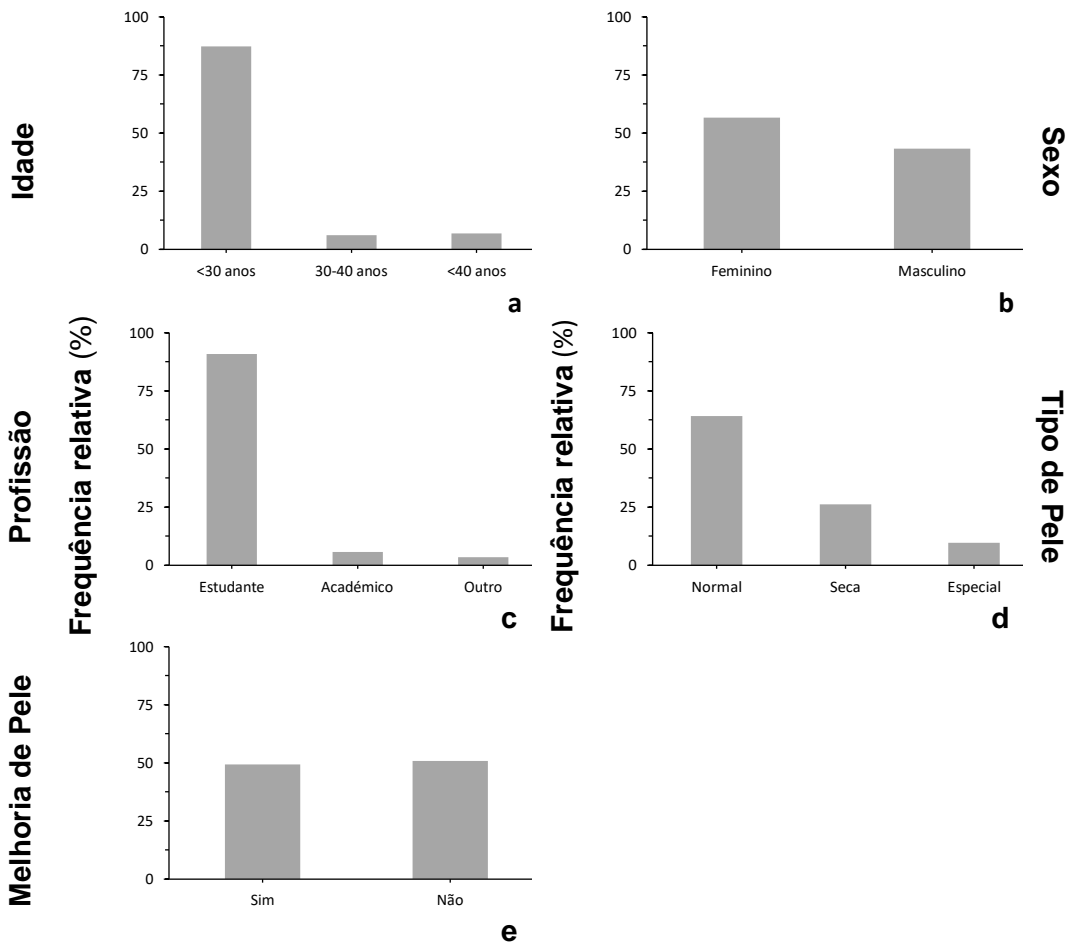 Idade
100
75
50
25
0
<30 anos
30-40 anos
<40 anos
a
Sexo
100
75
50
25
0
Feminino
Masculino
b
Profissão
Frequência relativa (%)
100
75
50
25
0
Estudante
Académico
Outro
c
Frequência relativa (%)
Tipo de Pele
100
75
50
25
0
Normal
Seca
Especial
d
Melhoria de Pele
100
75
50
25
0
Sim
Não
e